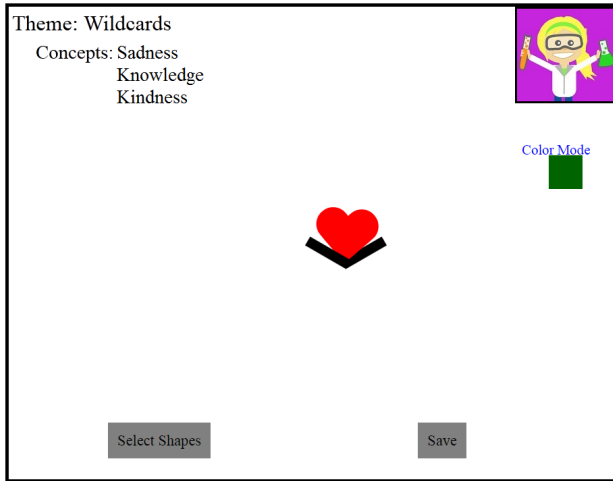 Theme: Wildcards
Concepts: Sadness
Knowledge
Kindness
Color Mode
Select Shapes
Save